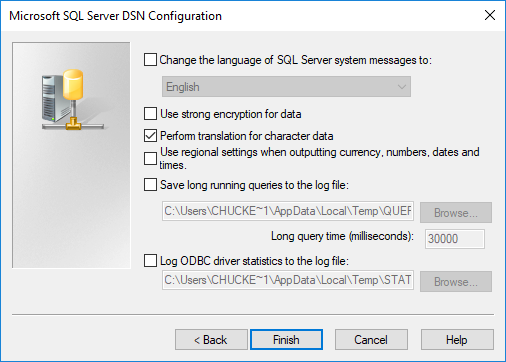 Microsoft SQL Server DSN Configuration
Change the language of SQL Server system messages to:
English
Use strong encryption for data
Perform translation for character data
Use regional settings when outputting currency, numbers, dates and
times.
Save long running queries to the log file:
C:\Users\CHUCKE~1\AppData\Local\Temp\QUER Browse...
Long query time (milliseconds): 30000
Log ODBC driver statistics to the log file:
C:\Users\CHUCKE~1\AppData\Local\Temp\STAT Browse...
< Back Finish Cancel Help